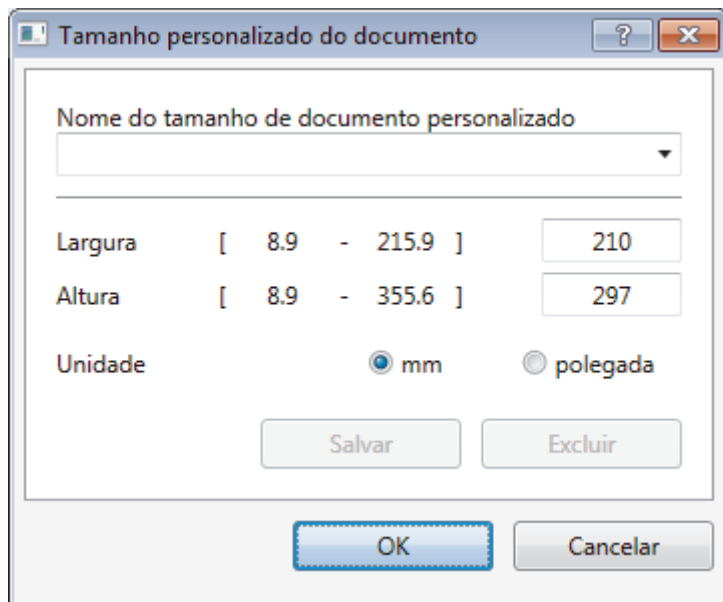 Tamanho personalizado do documento
Nome do tamanho de documento personalizado
Largura [ 8.9 - 215.9 ] 210
Altura [ 8.9 - 355.6 ] 297
Unidade mm polegada
Salvar Excluir
OK Cancelar